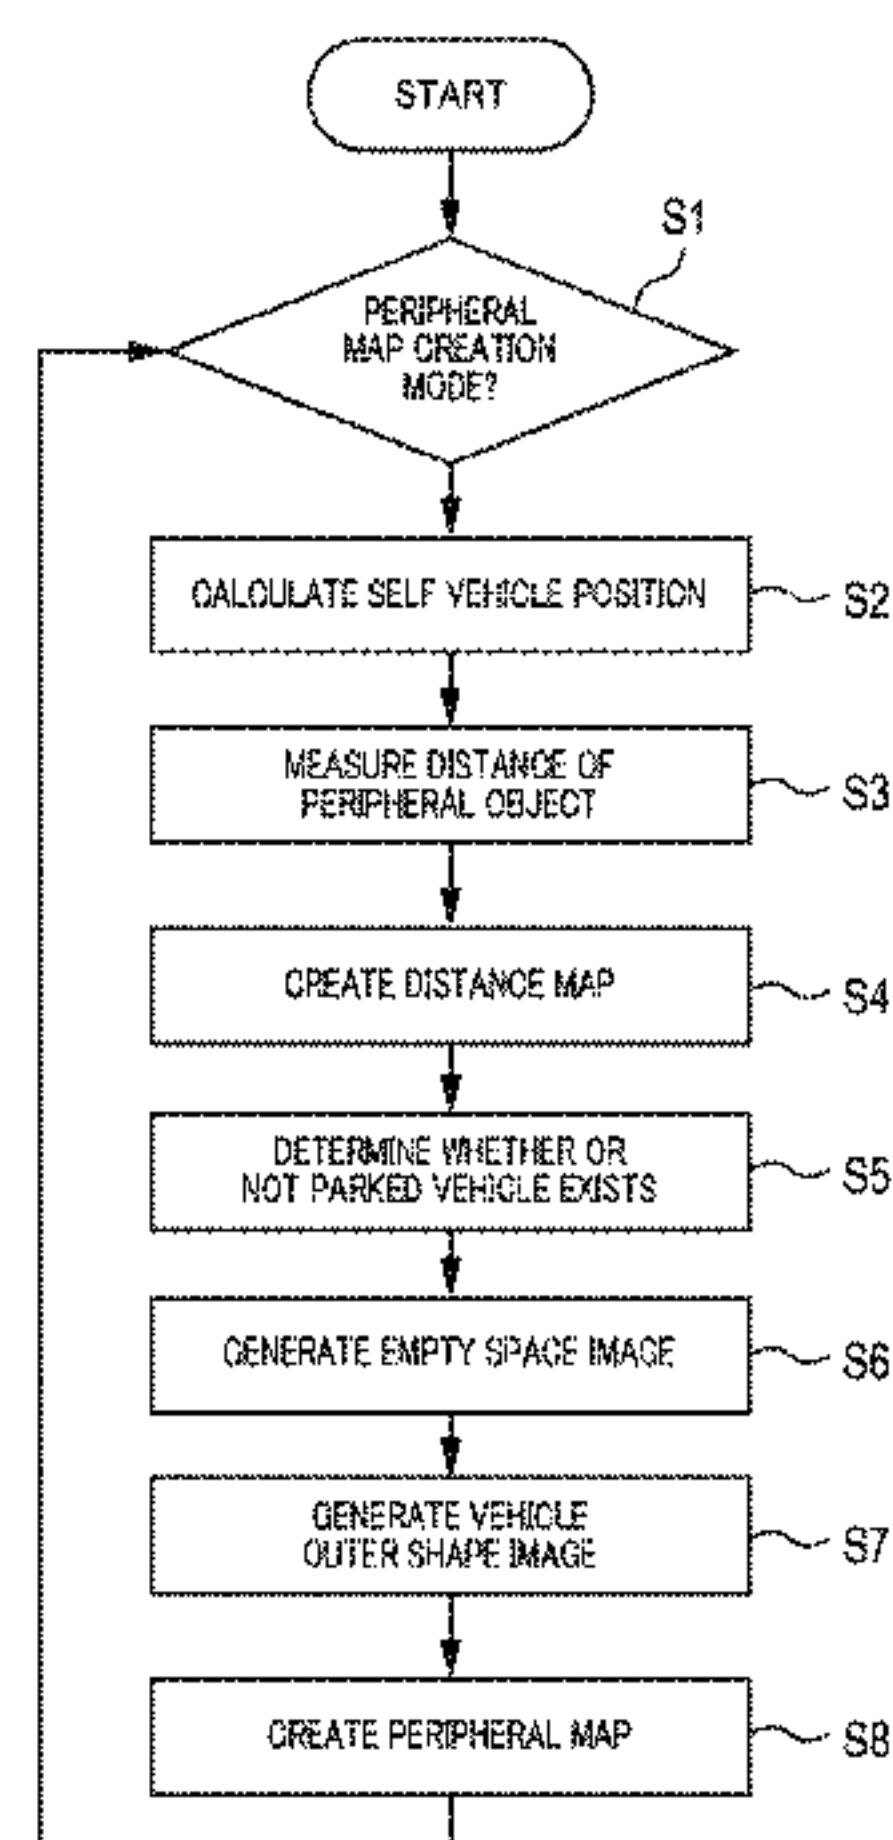 START
S1
PERIPHERAL
MAP CREATION
MODE?
CALCULATE SELF VEHICLE POSITION
S2
MEASURE DISTANCE OF
PERIPHERAL OBJECT
S3
CREATE DISTANCE MAP
S4
DETERMINE WHETHER OR
NOT PARKED VEHICLE EXISTS
S5
GENERATE EMPTY SPACE IMAGE
S6
GENERATE VEHICLE
OUTER SHAPE IMAGE
S7
CREATE PERIPHERAL MAP
S8